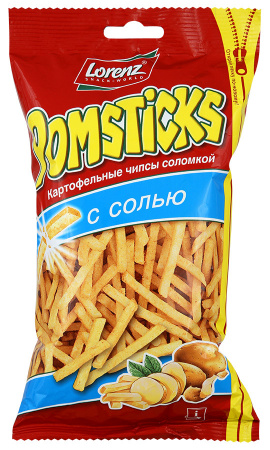 Lorenz
SNACK-WORLD
POMSTICKS
Картофельные чипсы соломкой
с солью